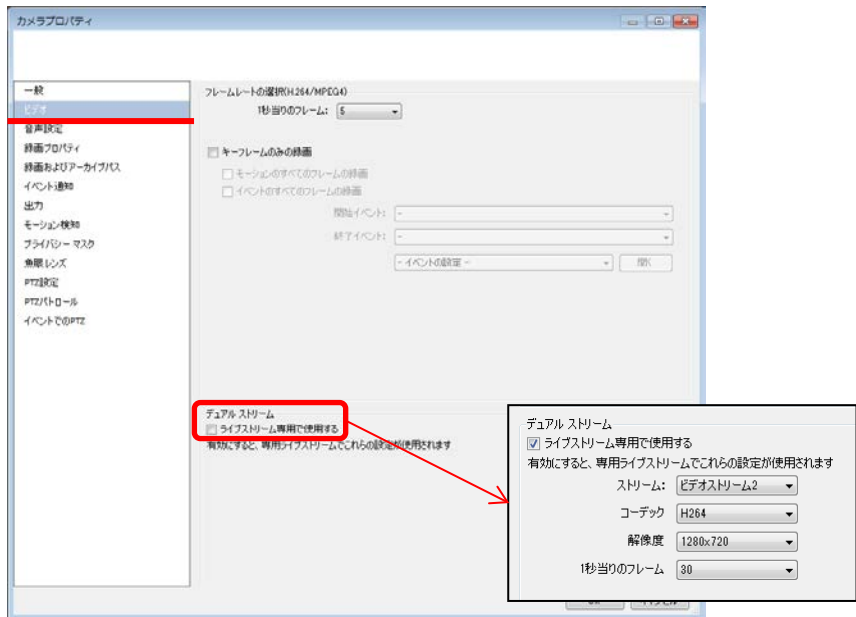 カメラプロパティ
一般
ビデオ
音声設定
録画プロパティ
録画およびアーカイブパス
イベント通知
出力
モーション検知
プライバシー マスク
魚眼レンズ
PTZ設定
PTZパトロール
イベントでのPTZ
フレームレートの選択(H.264/MPEG4)
1秒当りのフレーム: 5
キーフレームのみの録画
モーションのすべてのフレームの録画
イベントのすべてのフレームの録画
開始イベント: -
終了イベント: -
- イベントの設定 - 開く
デュアル ストリーム
ライブストリーム専用で使用する
有効にすると、専用ライブストリームでこれらの設定が使用されます
デュアル ストリーム
ライブストリーム専用で使用する
有効にすると、専用ライブストリームでこれらの設定が使用されます
ストリーム: ビデオストリーム2
コーデック H264
解像度 1280x720
1秒当りのフレーム 30